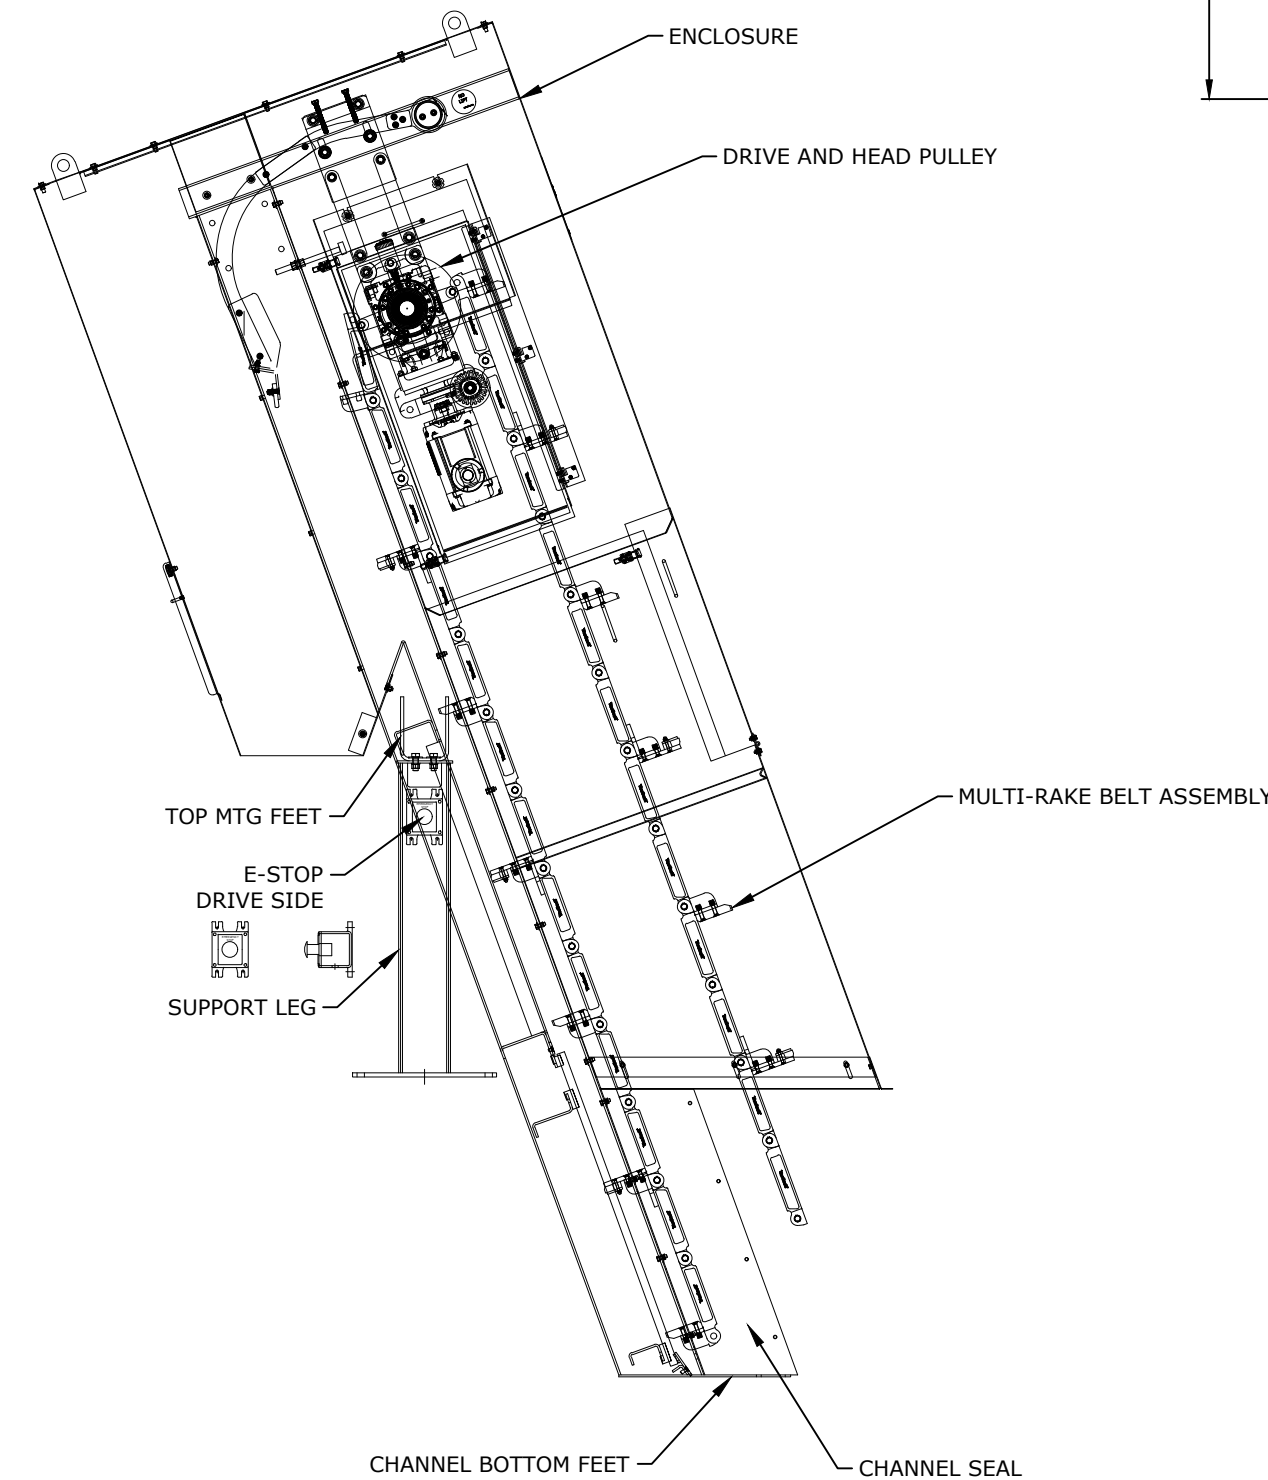 ENCLOSURE
DRIVE AND HEAD PULLEY
MULTI-RAKE BELT ASSEMBLY
TOP MTG FEET
E-STOP
DRIVE SIDE
SUPPORT LEG
CHANNEL BOTTOM FEET
CHANNEL SEAL